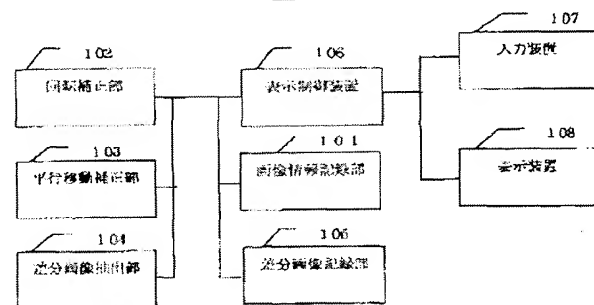 102
回転補正部
103
平行移動補正部
104
差分画像抽出部
106
表示制御装置
101
画像情報記録部
106
差分画像記録部
107
入力装置
108
表示装置